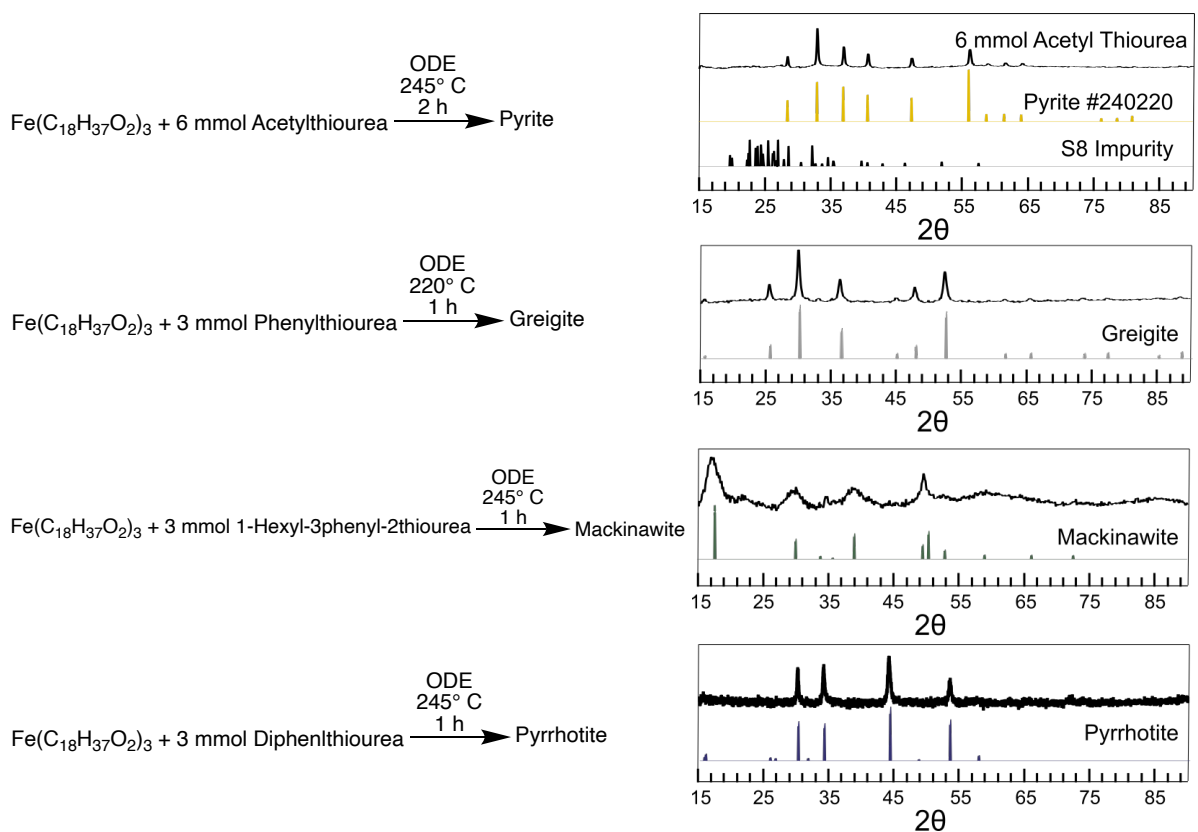 ODE
245° C
2 h
Fe(C18H37O2)3 + 6 mmol Acetylthiourea
Pyrite
6 mmol Acetyl Thiourea
Pyrite #240220
S8 Impurity
15 25 35 45 55 65 75 85
2θ
ODE
220° C
1 h
Fe(C18H37O2)3 + 3 mmol Phenylthiourea
Greigite
Greigite
15 25 35 45 55 65 75 85
2θ
ODE
245° C
1 h
Fe(C18H37O2)3 + 3 mmol 1-Hexyl-3phenyl-2thiourea
Mackinawite
Mackinawite
15 25 35 45 55 65 75 85
2θ
ODE
245° C
1 h
Fe(C18H37O2)3 + 3 mmol Diphenlthiourea
Pyrrhotite
Pyrrhotite
15 25 35 45 55 65 75 85
2θ